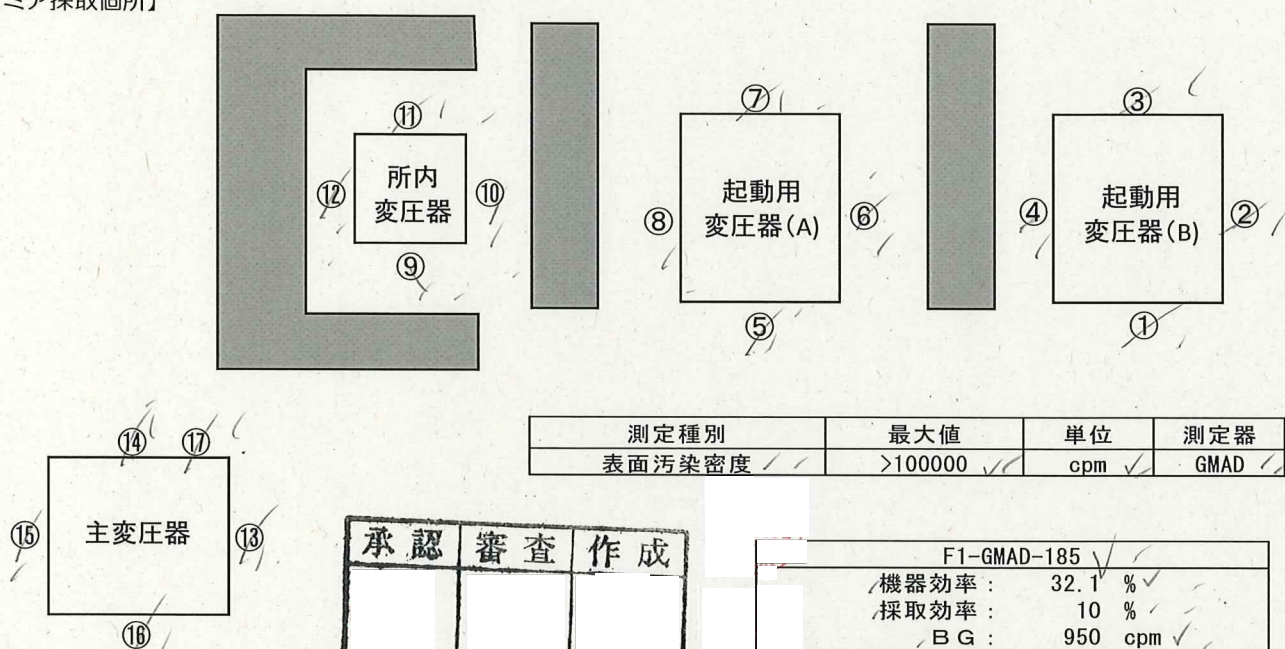 ミア採取個所】
⑪
⑦
③
所内
変圧器
⑫
⑩
⑨
起動用
変圧器(A)
⑧
⑥
⑤
起動用
変圧器(B)
④
②
①
⑭ ⑰
主変圧器
⑮
⑬
⑯
測定種別 最大値 単位 測定器
表面汚染密度 >100000 cpm GMAD
承認 審査 作成
F1-GMAD-185
機器効率： 32.1 %
採取効率： 10 %
BG： 950 cpm